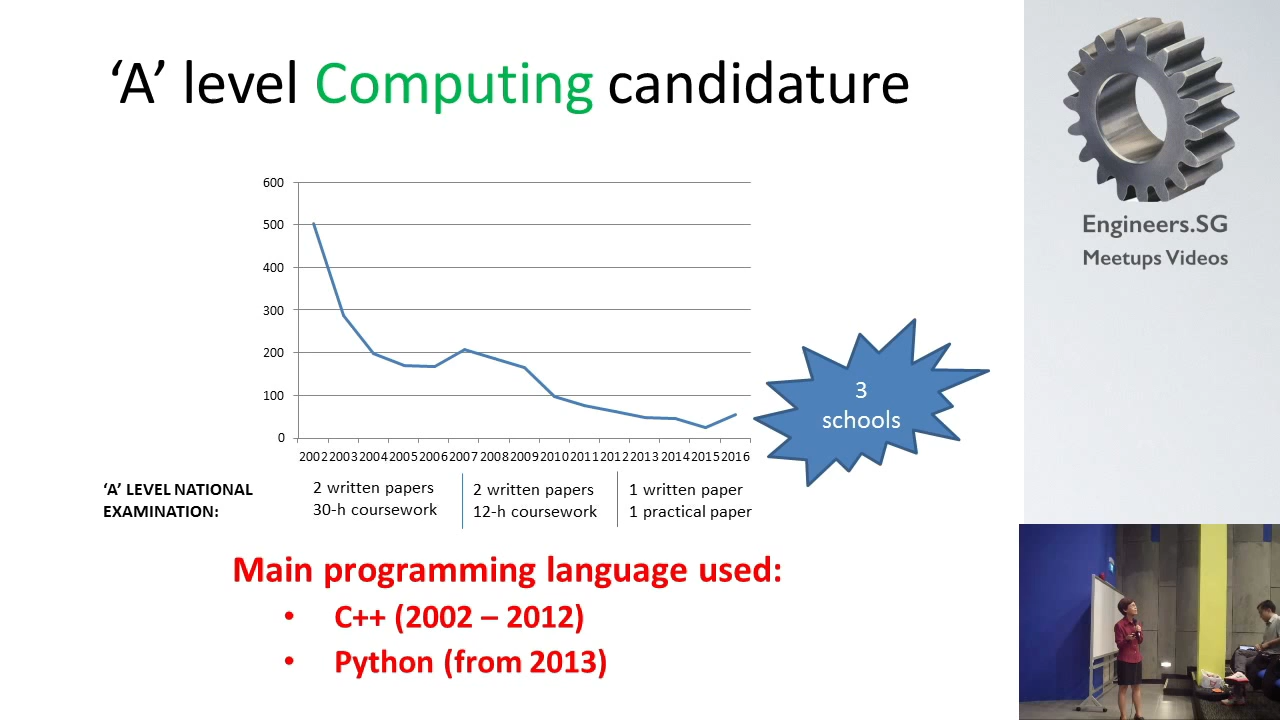 ‘A’ level Computing candidature
600
500
400
300
200
100
0
2002 2003 2004 2005 2006 2007 2008 2009 2010 2011 2012 2013 2014 2015 2016
3
schools
‘A’ LEVEL NATIONAL
EXAMINATION:
2 written papers
30-h coursework
2 written papers
12-h coursework
1 written paper
1 practical paper
Main programming language used:
• C++ (2002 – 2012)
• Python (from 2013)
Engineers.SG
Meetups Videos